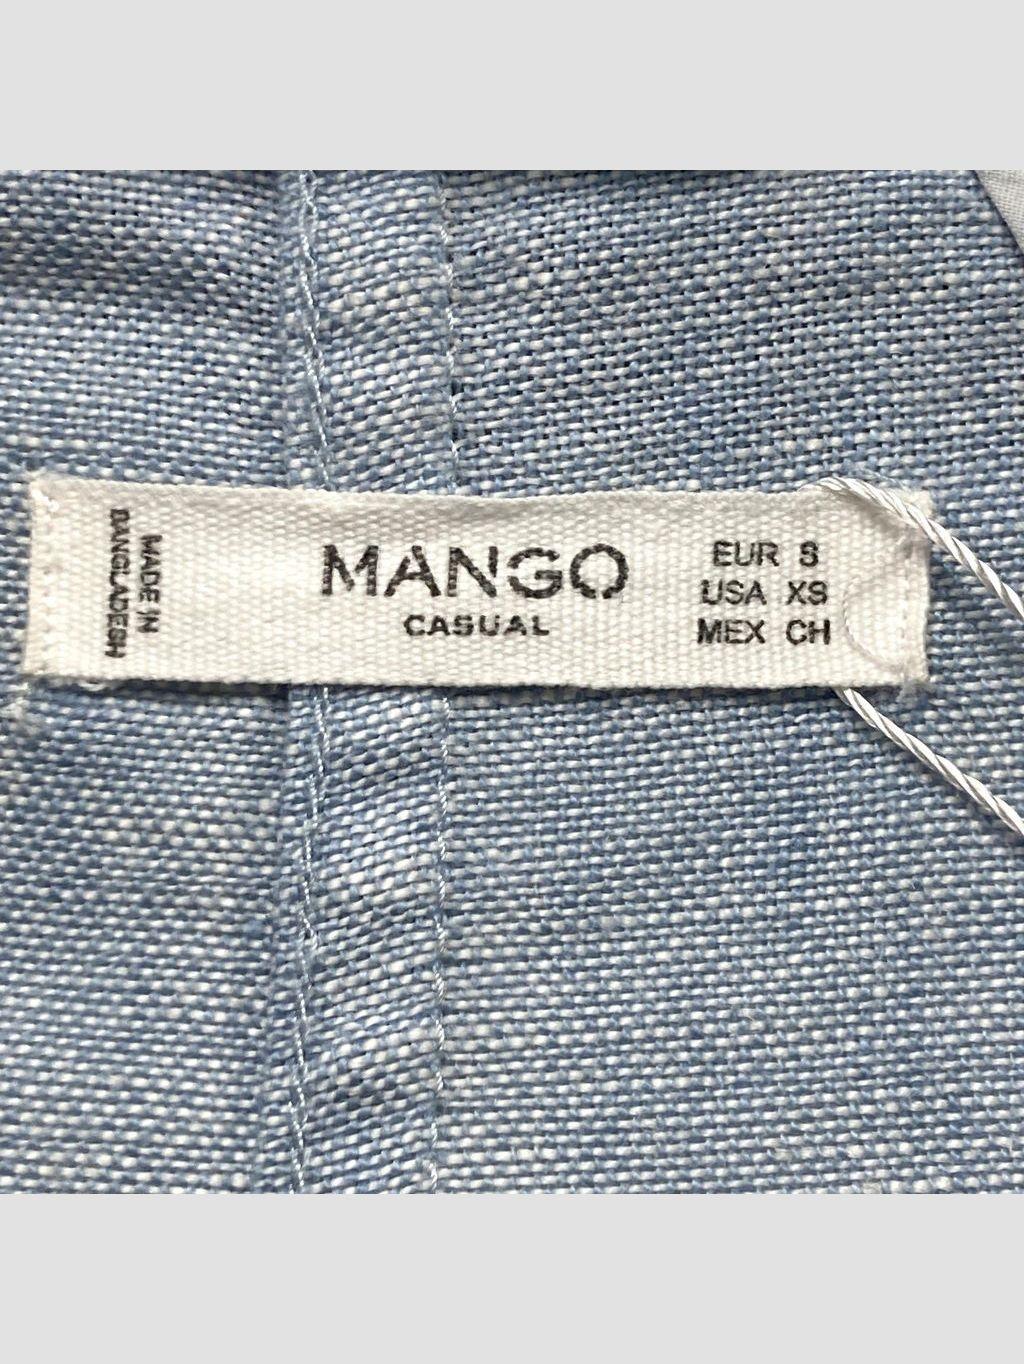 MADE IN
BANGLADESH
MANGO
CASUAL
EUR S
USA XS
MEX CH